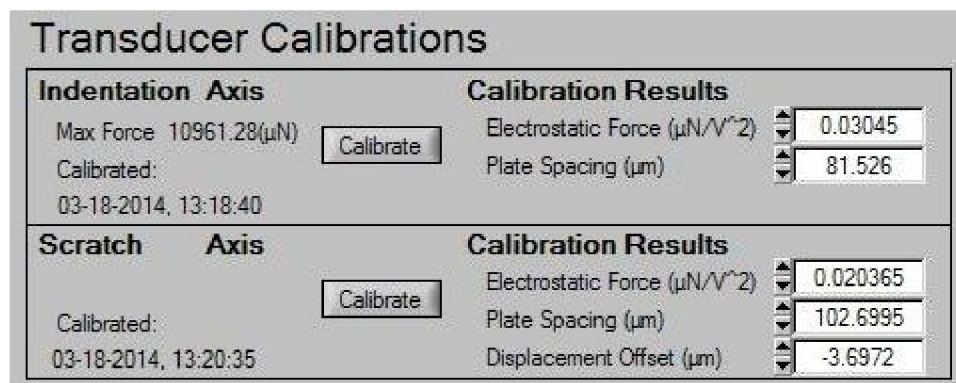 Transducer Calibrations
Indentation Axis
Calibration Results
Max Force 10961.28(µN)
Calibrate
Electrostatic Force (µN/V^2) 0.03045
Calibrated:
Plate Spacing (µm) 81.526
03-18-2014, 13:18:40
Scratch Axis
Calibration Results
Calibrate
Electrostatic Force (µN/V^2) 0.020365
Calibrated:
Plate Spacing (µm) 102.6995
03-18-2014, 13:20:35
Displacement Offset (µm) -3.6972